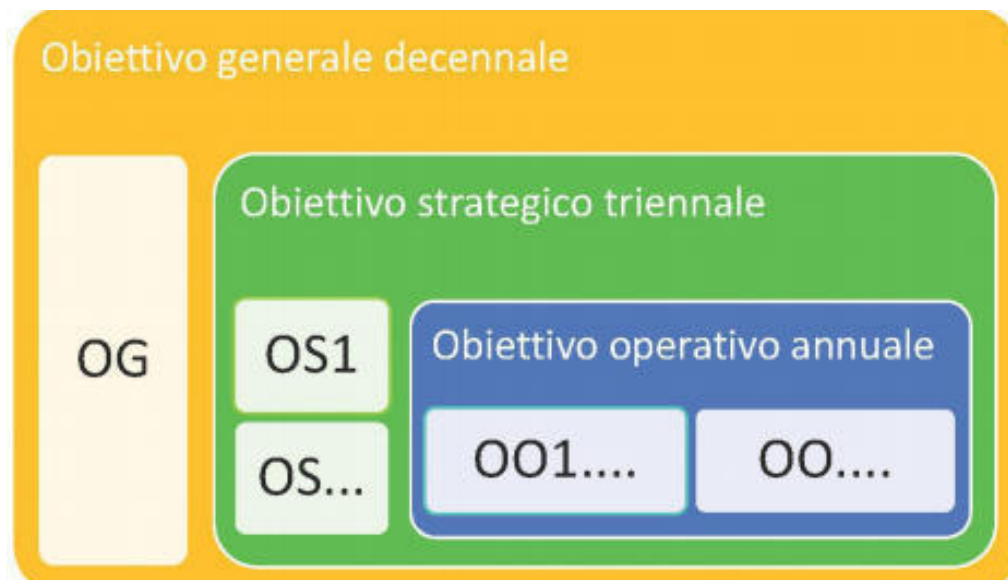 Obiettivo generale decennale
Obiettivo strategico triennale
OG
OS1
Obiettivo operativo annuale
OS...
OO1....
OO....